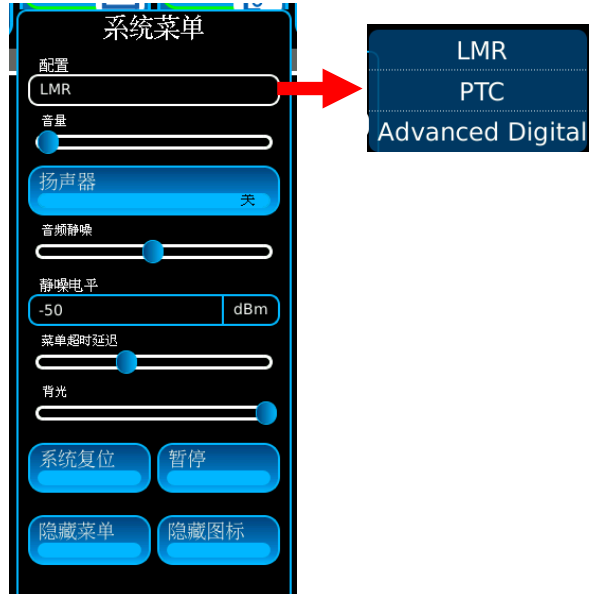 系统菜单
配置
LMR
音量
扬声器
关
音频静噪
静噪电平
-50 dBm
菜单超时延迟
背光
系统复位 暂停
隐藏菜单 隐藏图标
LMR
PTC
Advanced Digital